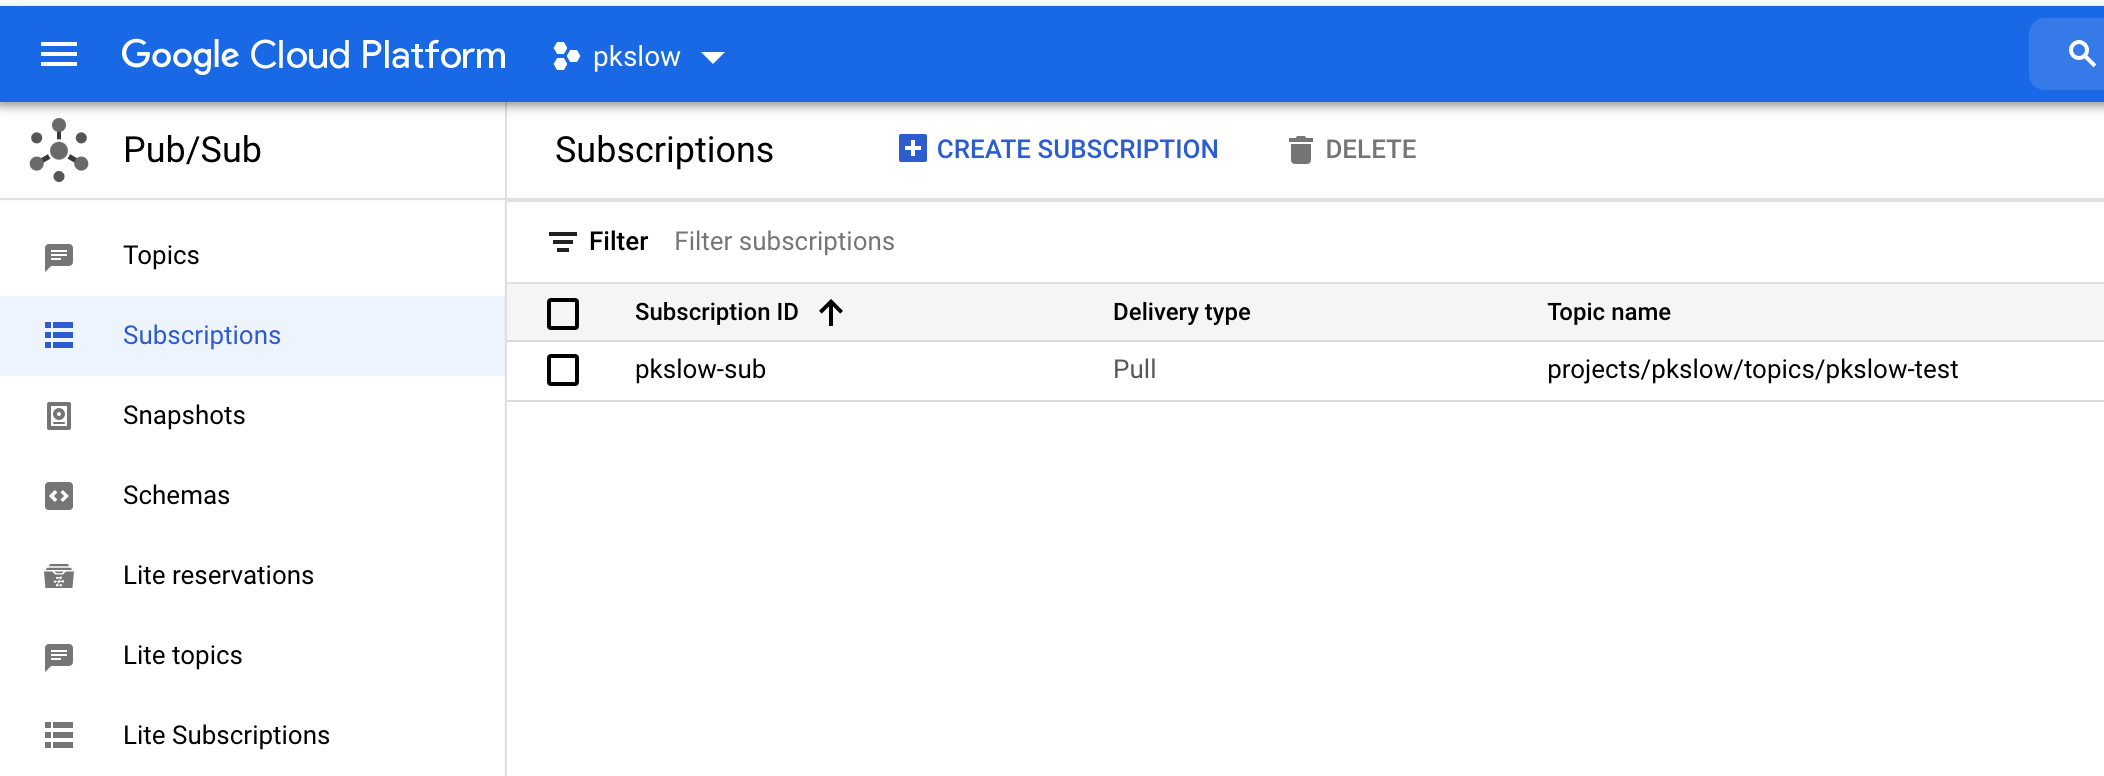 Google Cloud Platform pkslow
Pub/Sub
Topics
Subscriptions
Snapshots
Schemas
Lite reservations
Lite topics
Lite Subscriptions
Subscriptions CREATE SUBSCRIPTION DELETE
Filter Filter subscriptions
Subscription ID Delivery type Topic name
pkslow-sub Pull projects/pkslow/topics/pkslow-test